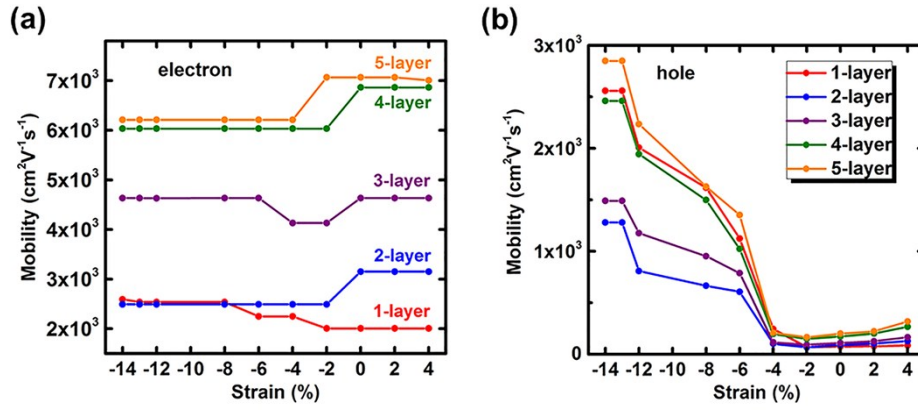 (a)
electron
5-layer
4-layer
3-layer
2-layer
1-layer
7x10³
6x10³
5x10³
4x10³
3x10³
2x10³
Mobility (cm²V⁻¹s⁻¹)
-14 -12 -10 -8 -6 -4 -2 0 2 4
Strain (%)
(b)
hole
1-layer
2-layer
3-layer
4-layer
5-layer
3x10³
2x10³
1x10³
0
Mobility (cm²V⁻¹s⁻¹)
-14 -12 -10 -8 -6 -4 -2 0 2 4
Strain (%)